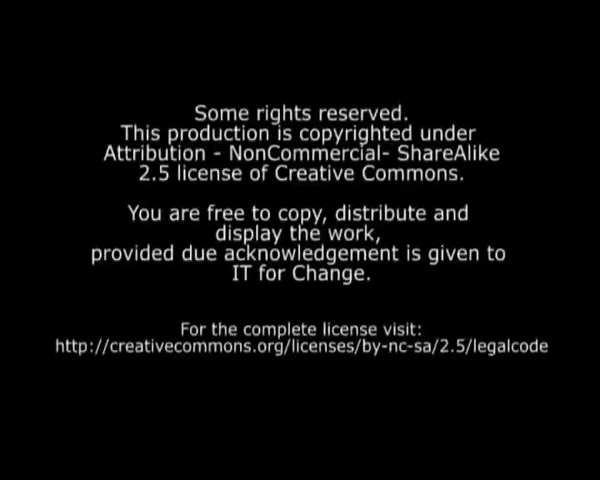 Some rights reserved.
This production is copyrighted under
Attribution - NonCommercial- ShareAlike
2.5 license of Creative Commons.
You are free to copy, distribute and
display the work,
provided due acknowledgement is given to
IT for Change.
For the complete license visit:
http://creativecommons.org/licenses/by-nc-sa/2.5/legalcode